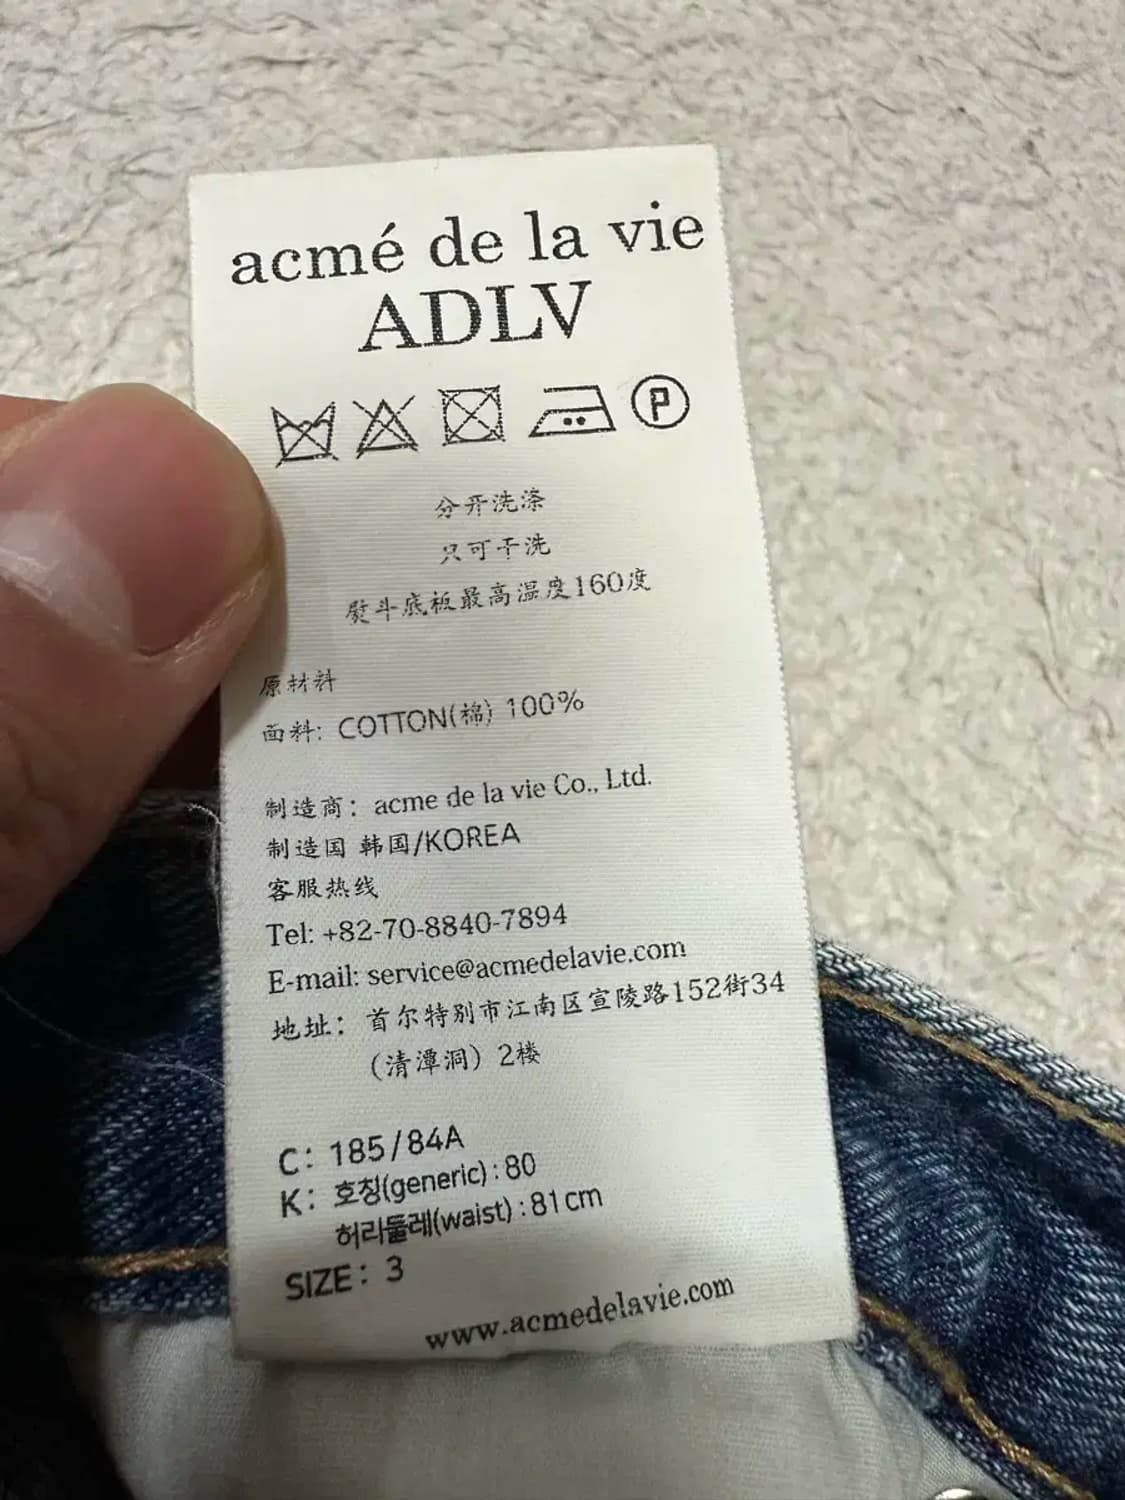 acmé de la vie
ADLV
P
分开洗涤
只可干洗
熨斗底板最高温度160度
原材料
面料: COTTON(棉) 100%
制造商: acme de la vie Co., Ltd.
制造国 韩国/KOREA
客服热线
Tel: +82-70-8840-7894
E-mail: service@acmedelavie.com
地址: 首尔特别市江南区宣陵路152街34
(清潭洞) 2楼
C: 185/84A
K: 호칭(generic):80
허리둘레(waist):81cm
SIZE: 3
www.acmedelavie.com